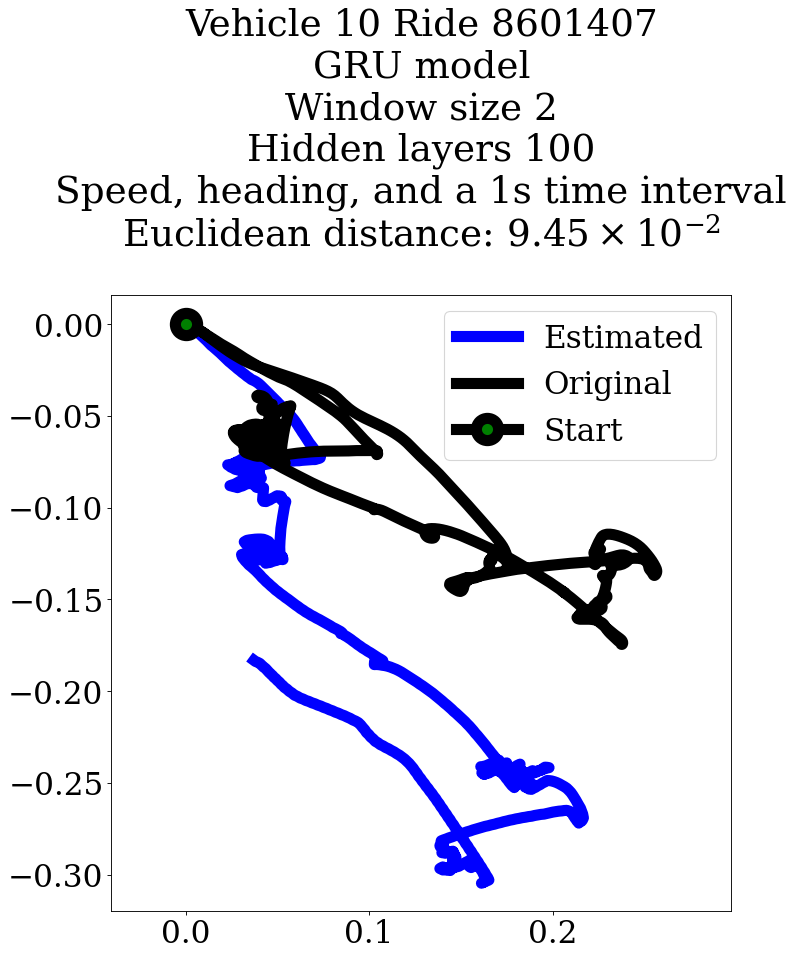 Vehicle 10 Ride 8601407
GRU model
Window size 2
Hidden layers 100
Speed, heading, and a 1s time interval
Euclidean distance: 9.45 × 10⁻²
Estimated
Original
Start
0.00
−0.05
−0.10
−0.15
−0.20
−0.25
−0.30
0.0 0.1 0.2